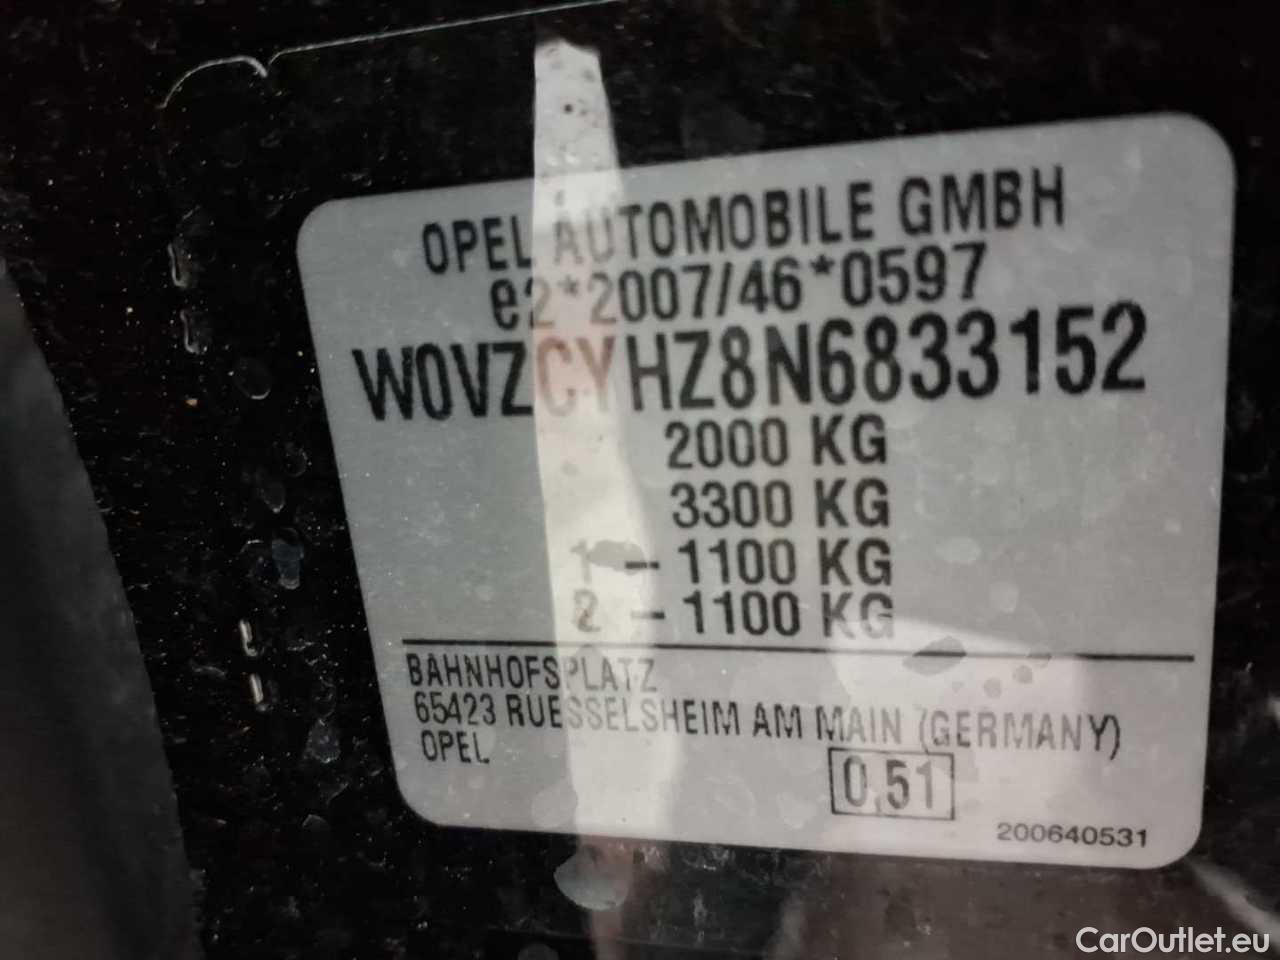 OPEL AUTOMOBILE GMBH
e2*2007/46*0597
W0VZCYHZ8N6833152
2000 KG
3300 KG
1 – 1100 KG
2 – 1100 KG
BAHNHOFSPLATZ
65423 RUESSELSHEIM AM MAIN (GERMANY)
OPEL
0,51
200640531
CarOutlet.eu